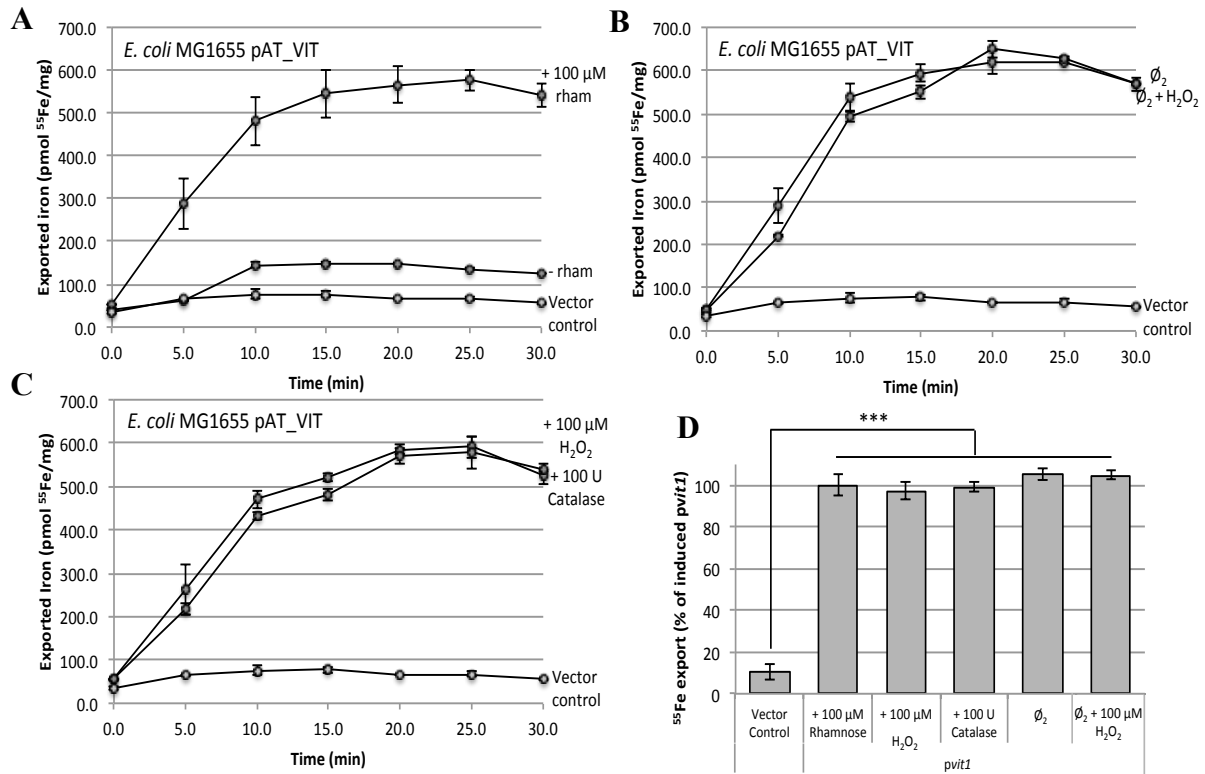 A
E. coli MG1655 pAT_VIT
Exported iron (pmol ⁵⁵Fe/mg)
700.0
600.0
500.0
400.0
300.0
200.0
100.0
0.0
+ 100 μM
rham
- rham
Vector
control
0.0 5.0 10.0 15.0 20.0 25.0 30.0
Time (min)
B
E. coli MG1655 pAT_VIT
Exported Iron (pmol ⁵⁵Fe/mg)
700.0
600.0
500.0
400.0
300.0
200.0
100.0
0.0
Ø₂
Ø₂ + H₂O₂
Vector
control
0.0 5.0 10.0 15.0 20.0 25.0 30.0
Time (min)
C
E. coli MG1655 pAT_VIT
Exported Iron (pmol ⁵⁵Fe/mg)
700.0
600.0
500.0
400.0
300.0
200.0
100.0
0.0
+ 100 μM
H₂O₂
+ 100 U
Catalase
Vector
control
0.0 5.0 10.0 15.0 20.0 25.0 30.0
Time (min)
D
***
⁵⁵Fe export (% of induced pvit1)
100
80
60
40
20
0
Vector
Control
+ 100 μM
Rhamnose
+ 100 μM
H₂O₂
+ 100 U
Catalase
Ø₂
Ø₂ + 100 μM
H₂O₂
pvit1